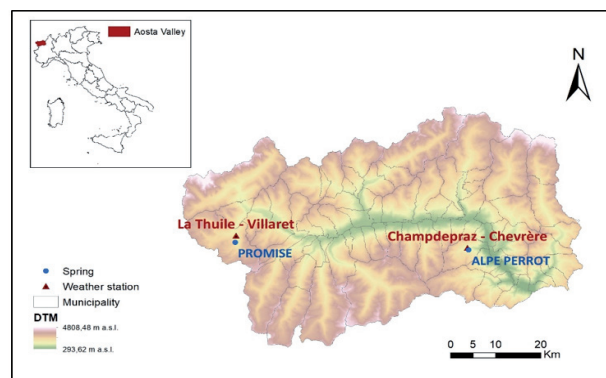 Aosta Valley
N
La Thuile - Villaret
PROMISE
Champdepraz - Chevrère
ALPE PERROT
Spring
Weather station
Municipality
DTM
4808,48 m a.s.l.
293,62 m a.s.l.
0 5 10 20
Km